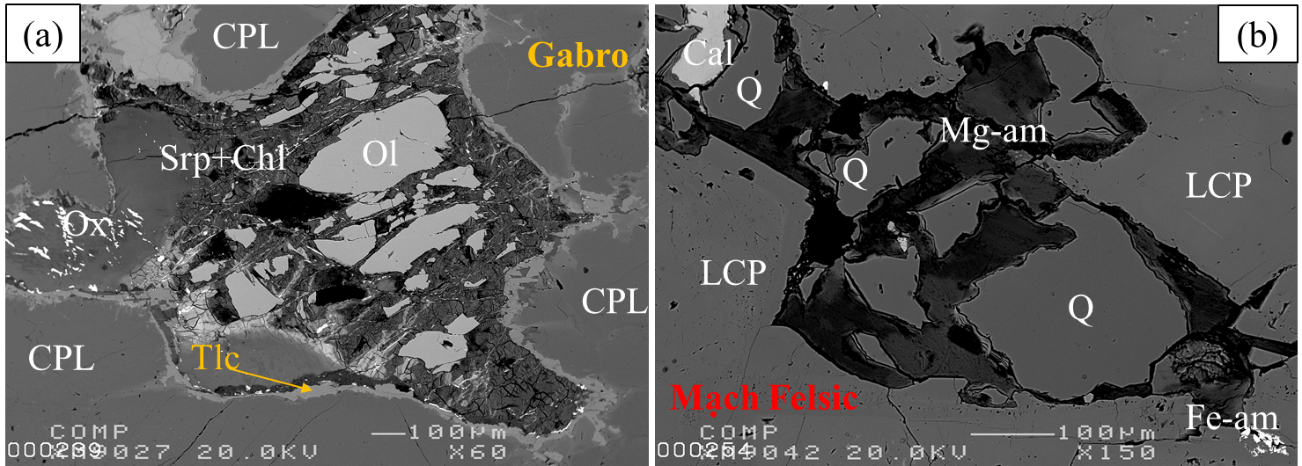 (a)
CPL
Gabro
Srp+Chl
Ol
Ox
CPL
CPL
Tlc
COMP
100µm
20.0KV
X60
(b)
Cal
Q
Mg-am
Q
LCP
LCP
Q
Mạch Felsic
Fe-am
COMP
100µm
20.0KV
X150